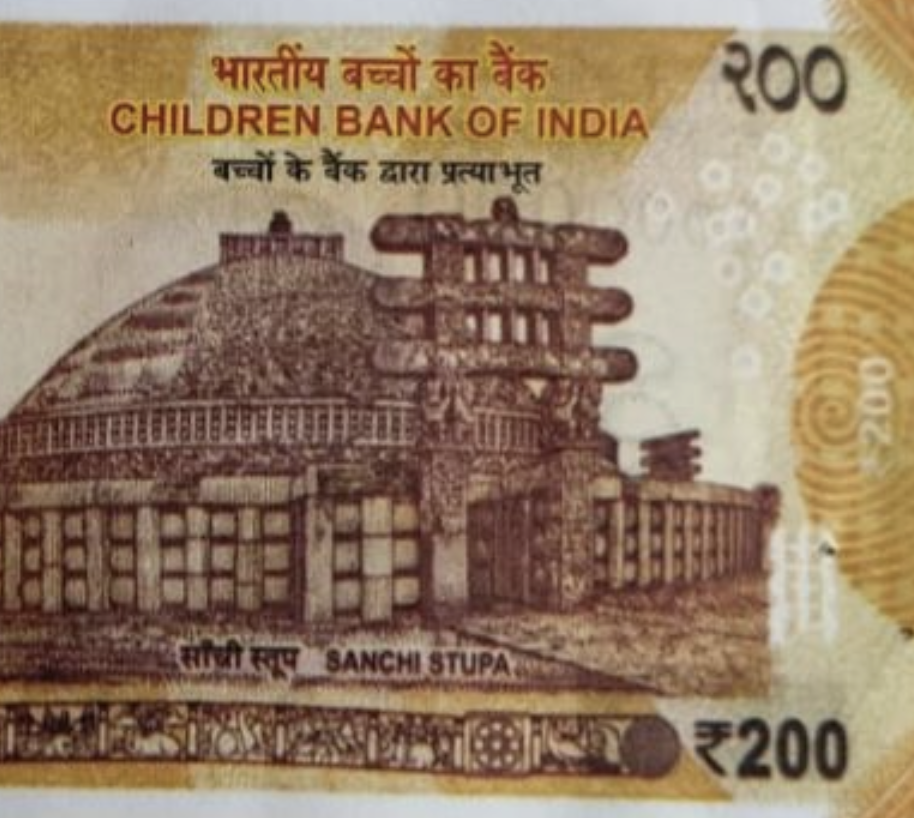 भारतीय बच्चों का बैंक
CHILDREN BANK OF INDIA
बच्चों के बैंक द्वारा प्रत्याभूत
२००
200
साँची स्तूप SANCHI STUPA
₹200